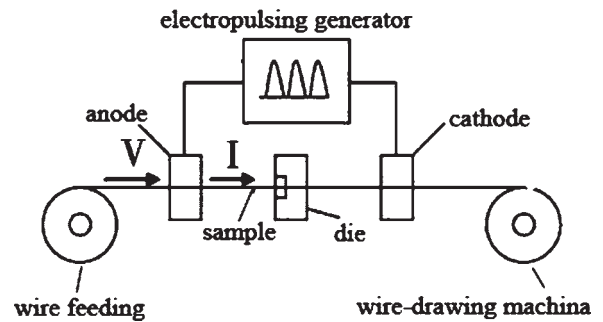 electropulsing generator
anode
cathode
V
I
sample
die
wire feeding
wire-drawing machina